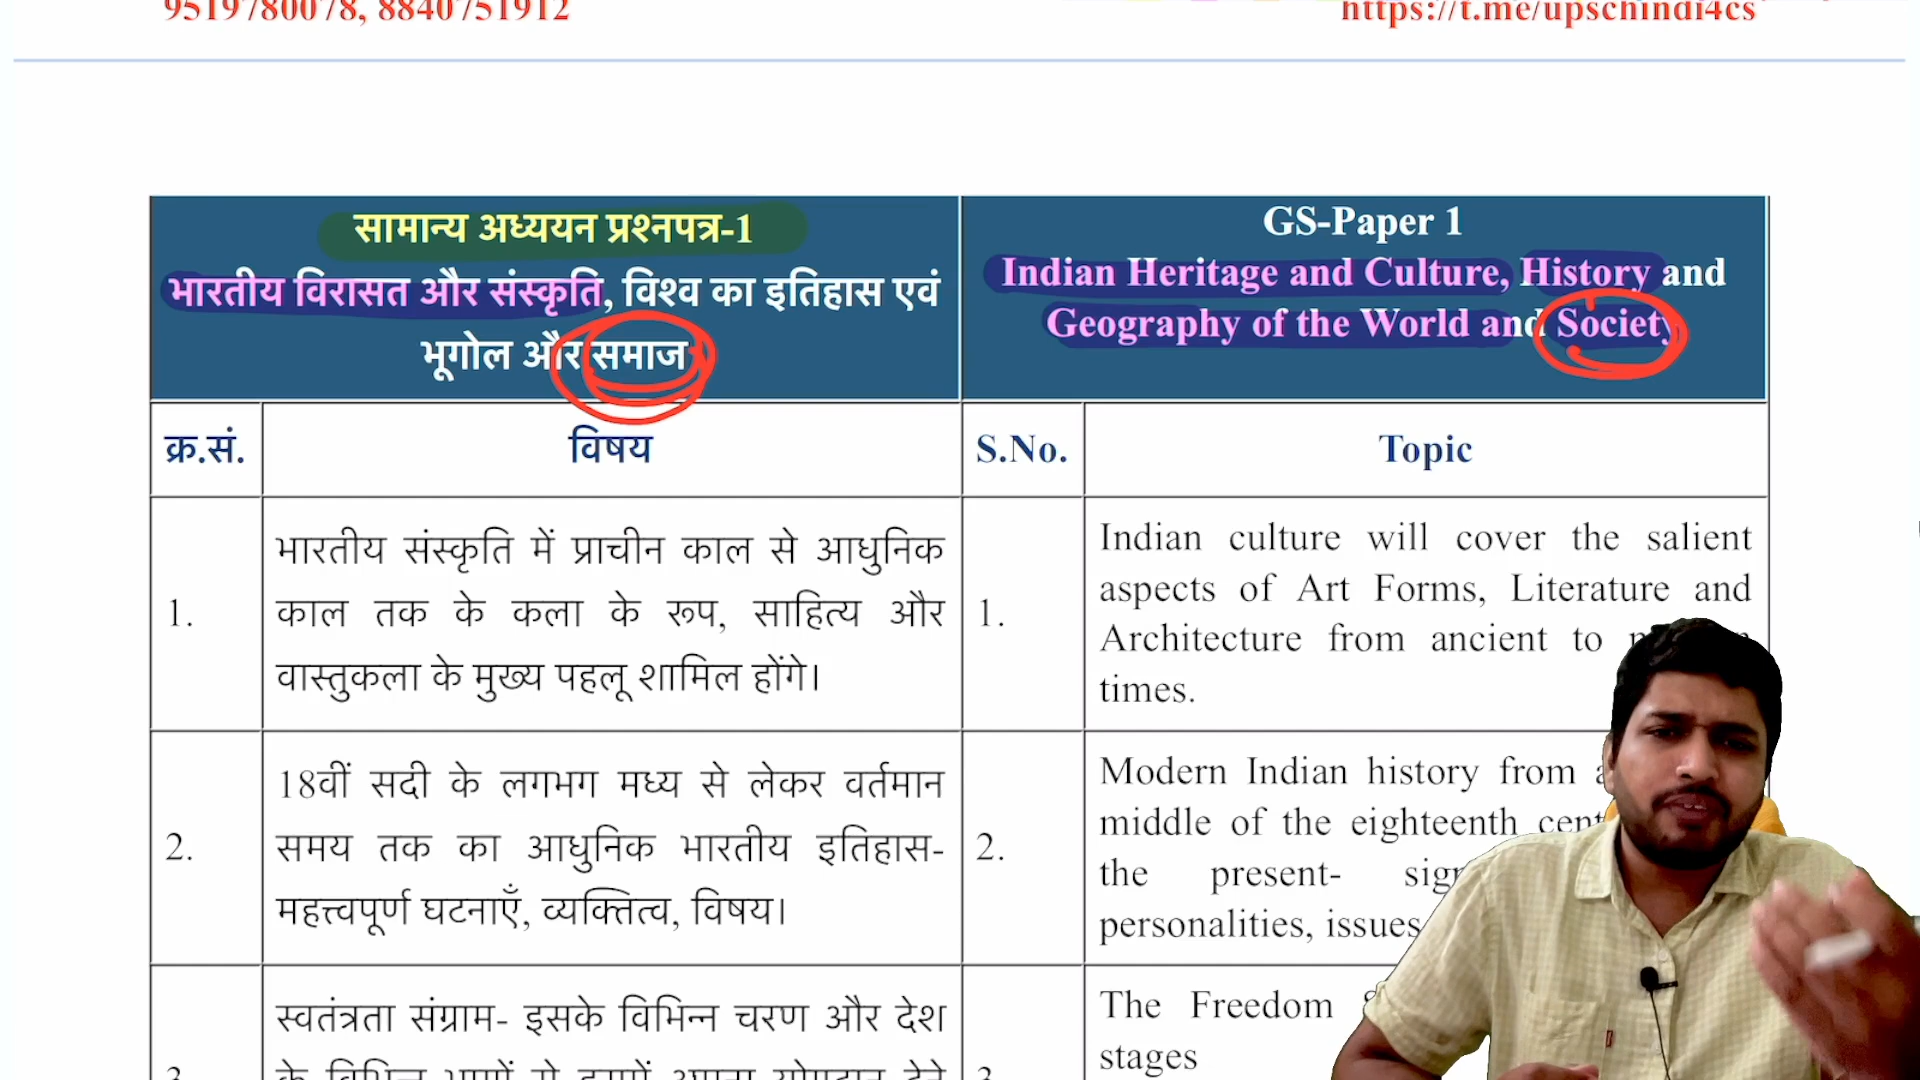 9519780078, 8840751912
https://t.me/upschindi4cs
सामान्य अध्ययन प्रश्नपत्र-1
भारतीय विरासत और संस्कृति, विश्व का इतिहास एवं
भूगोल और समाज
GS-Paper 1
Indian Heritage and Culture, History and
Geography of the World and Society
क्र.सं.
विषय
S.No.
Topic
1.
भारतीय संस्कृति में प्राचीन काल से आधुनिक
काल तक के कला के रूप, साहित्य और
वास्तुकला के मुख्य पहलू शामिल होंगे।
1.
Indian culture will cover the salient
aspects of Art Forms, Literature and
Architecture from ancient to
times.
2.
18वीं सदी के लगभग मध्य से लेकर वर्तमान
समय तक का आधुनिक भारतीय इतिहास-
महत्त्वपूर्ण घटनाएँ, व्यक्तित्व, विषय।
2.
Modern Indian history from
middle of the eighteenth
the present-
personalities, issues
स्वतंत्रता संग्राम- इसके विभिन्न चरण और देश
The Freedom
stages